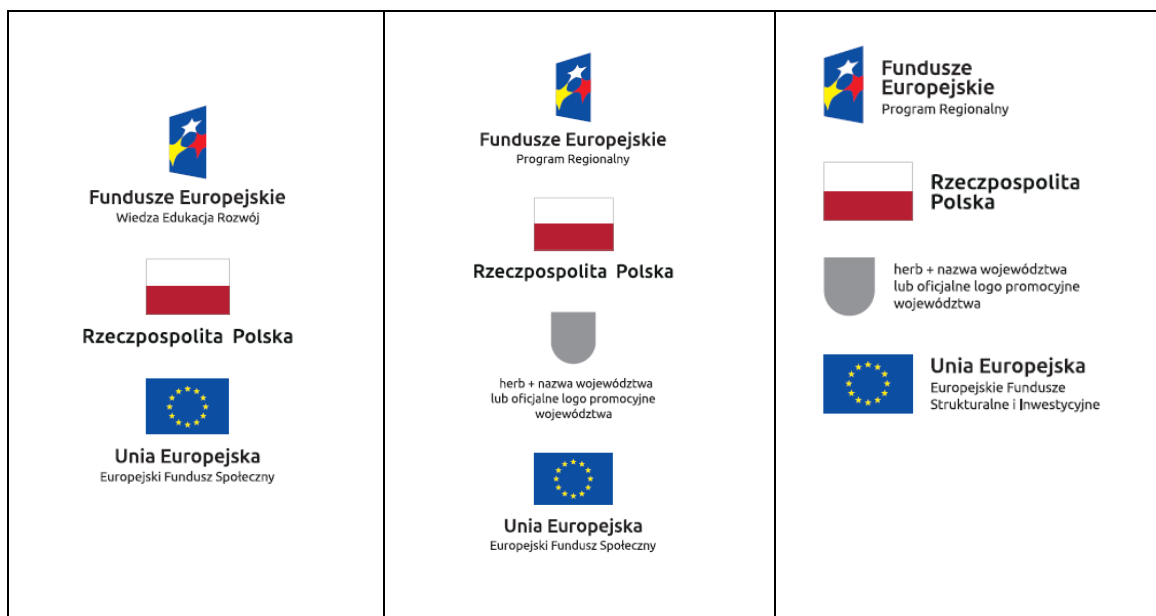 Fundusze Europejskie
Wiedza Edukacja Rozwój
Rzeczpospolita Polska
Unia Europejska
Europejski Fundusz Społeczny
Fundusze Europejskie
Program Regionalny
Rzeczpospolita Polska
herb + nazwa województwa
lub oficjalne logo promocyjne
województwa
Unia Europejska
Europejski Fundusz Społeczny
Fundusze
Europejskie
Program Regionalny
Rzeczpospolita
Polska
herb + nazwa województwa
lub oficjalne logo promocyjne
województwa
Unia Europejska
Europejskie Fundusze
Strukturalne i Inwestycyjne